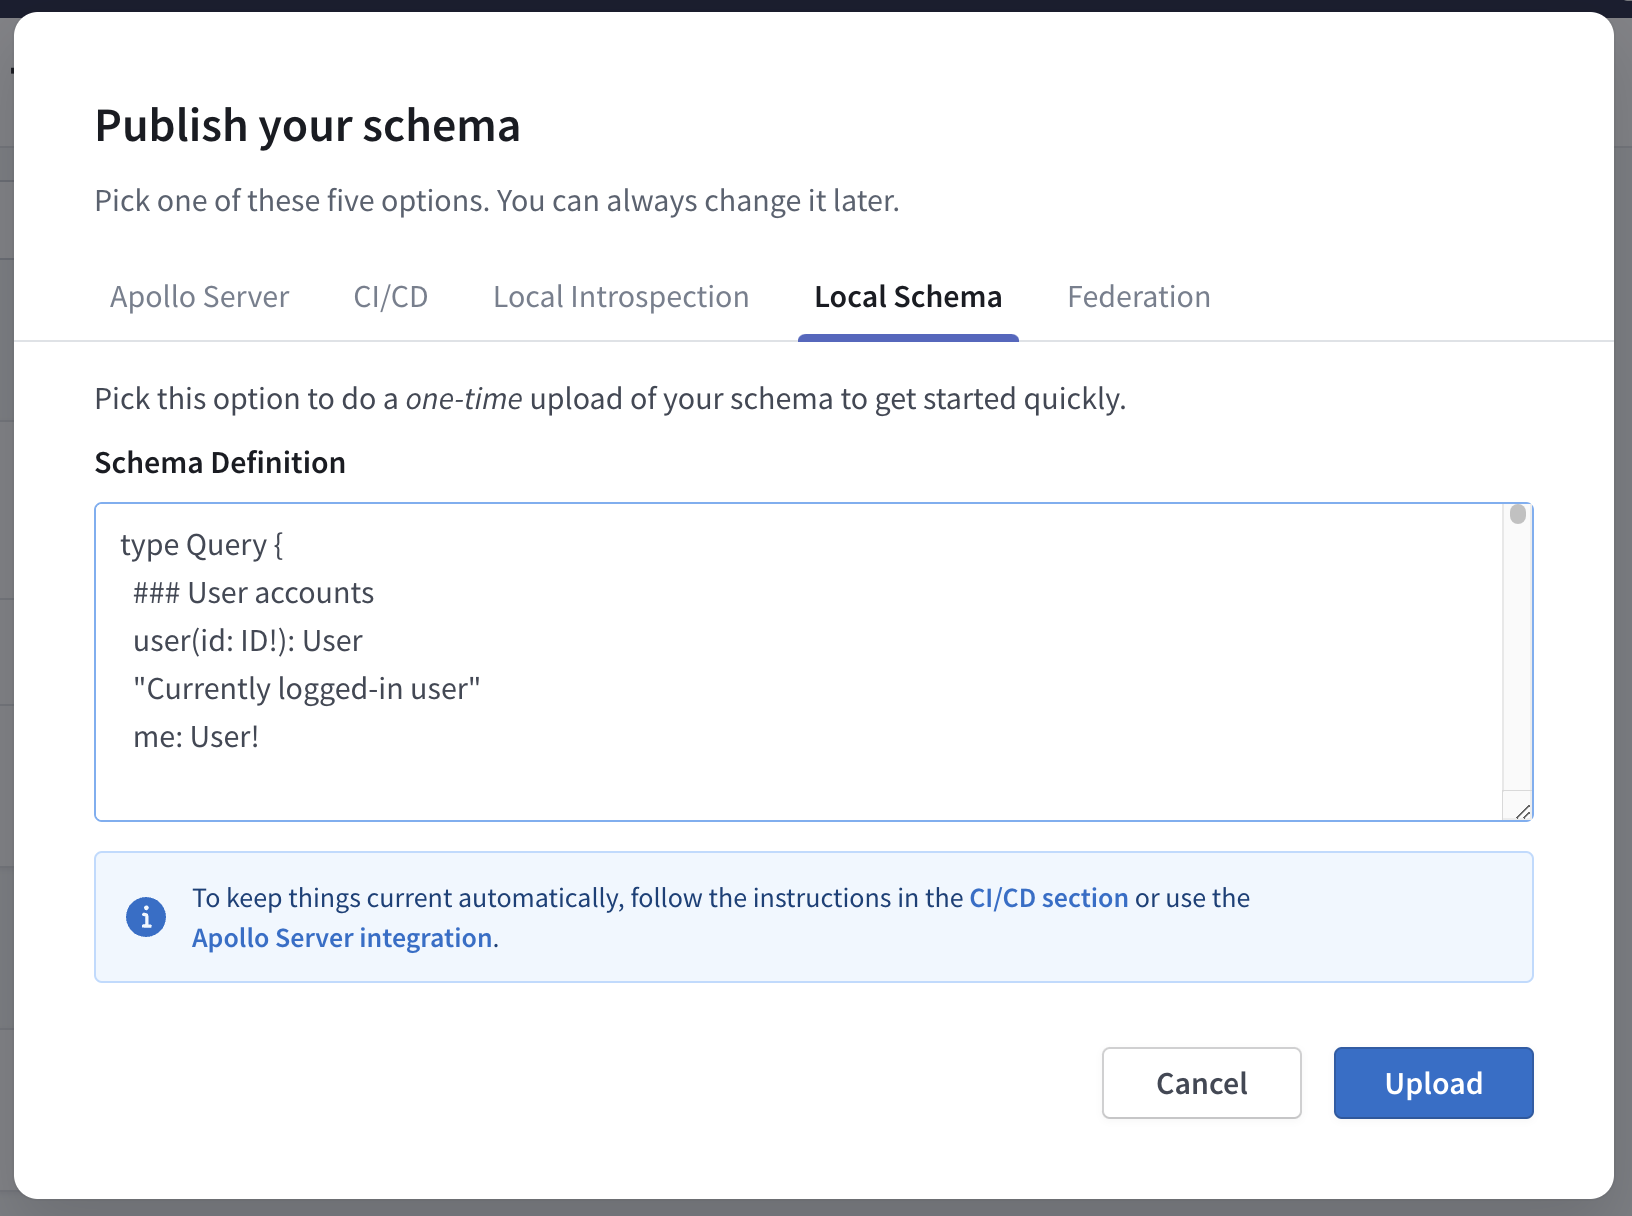 Publish your schema
Pick one of these five options. You can always change it later.
Apollo Server CI/CD Local Introspection Local Schema Federation
Pick this option to do a one-time upload of your schema to get started quickly.
Schema Definition
type Query {
  ### User accounts
  user(id: ID!): User
  "Currently logged-in user"
  me: User!
To keep things current automatically, follow the instructions in the CI/CD section or use the
Apollo Server integration.
Cancel Upload